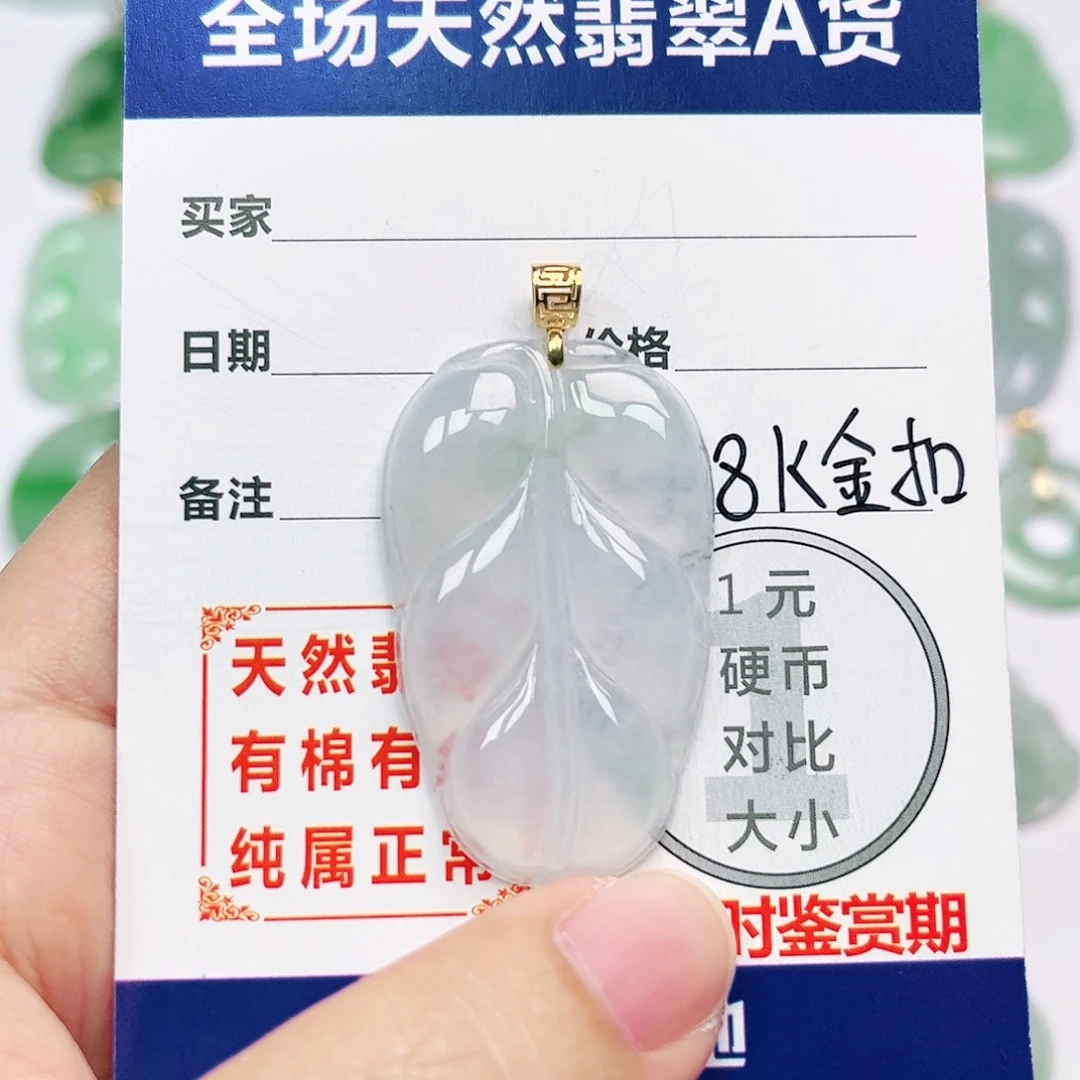 全场天然翡翠A货
买家
日期
价格
备注
8K金扣
天然翡
有棉有
纯属正常
1元
硬币
对比
大小
时鉴赏期